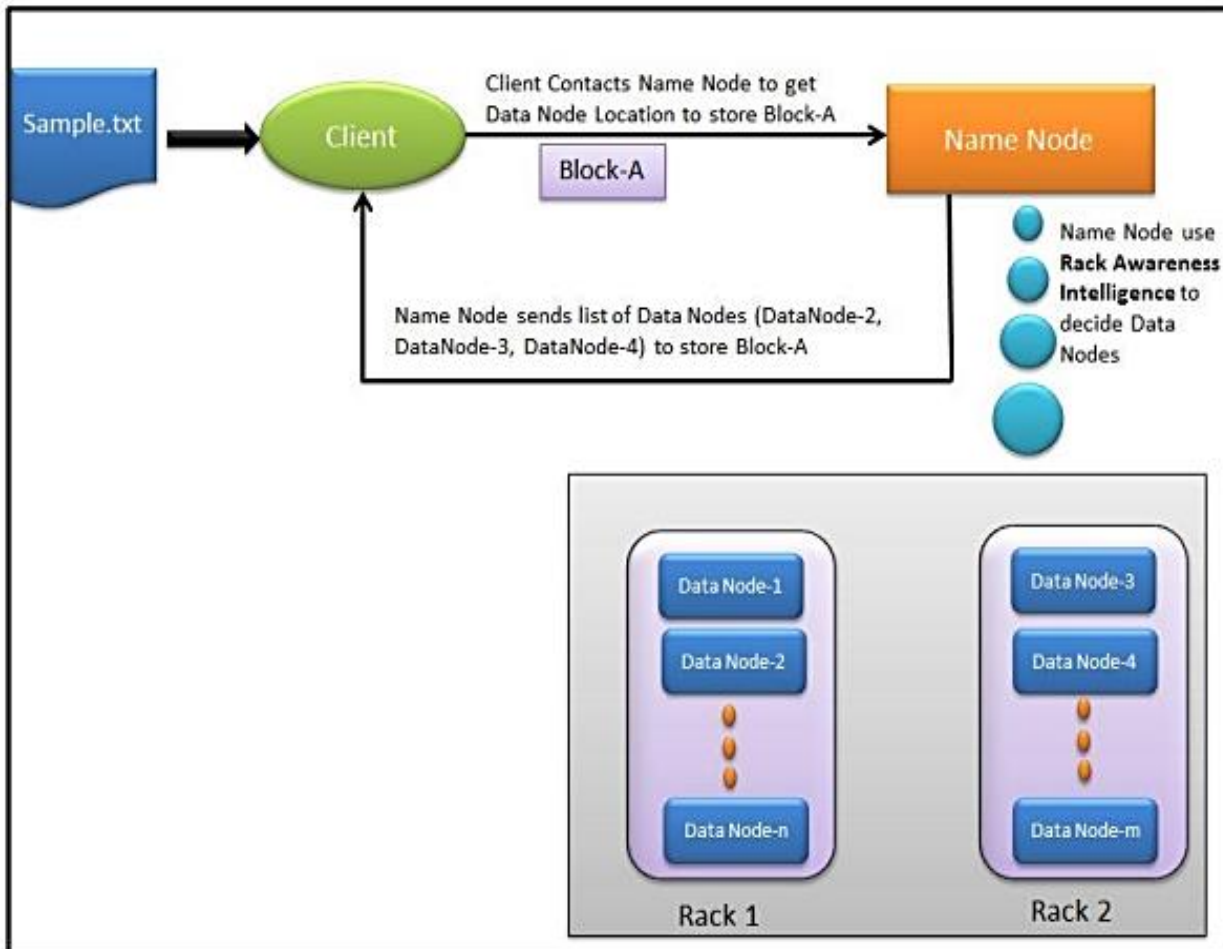 Sample.txt
Client
Client Contacts Name Node to get
Data Node Location to store Block-A
Block-A
Name Node
Name Node use
Rack Awareness
Intelligence to
decide Data
Nodes
Name Node sends list of Data Nodes (DataNode-2,
DataNode-3, DataNode-4) to store Block-A
Data Node-1
Data Node-2
Data Node-n
Rack 1
Data Node-3
Data Node-4
Data Node-m
Rack 2